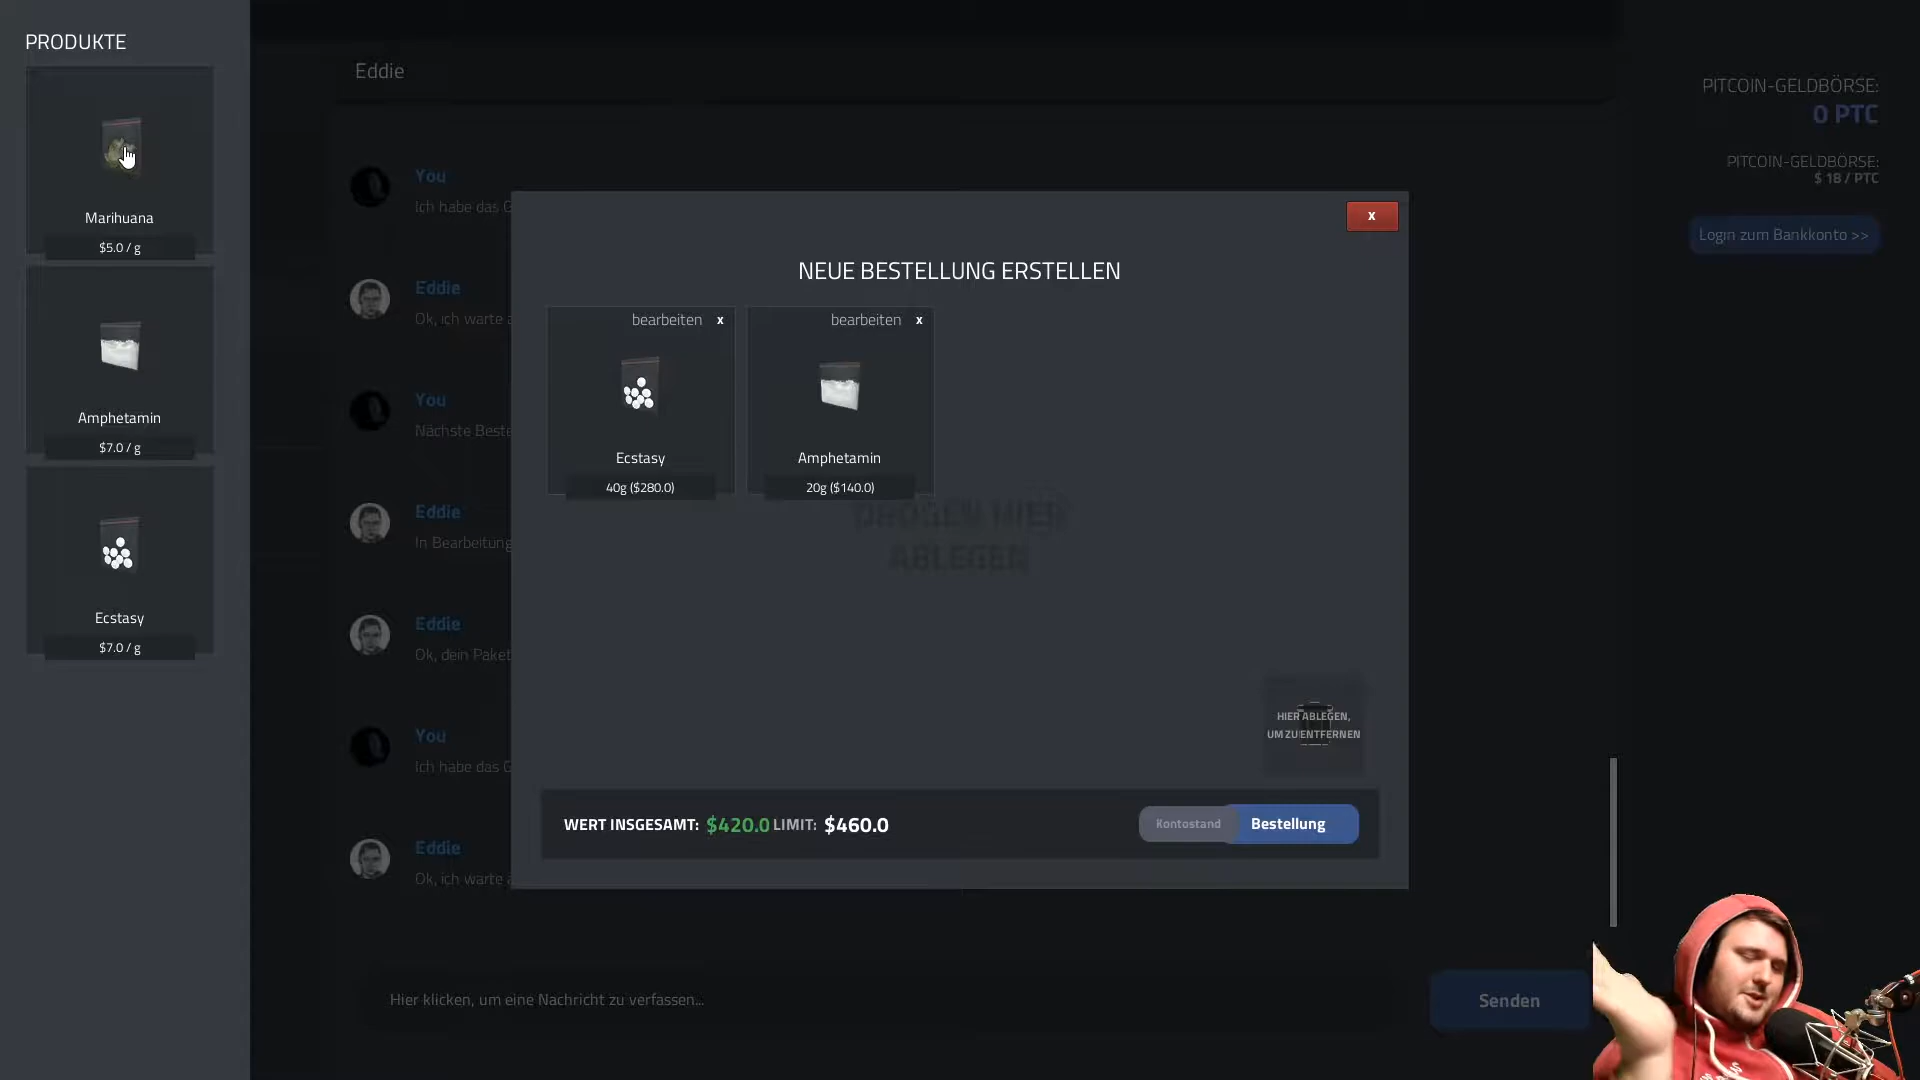 PRODUKTE
Marihuana
$5.0 / g
Amphetamin
$7.0 / g
Ecstasy
$7.0 / g
Eddie
You
Ich habe das G
Eddie
Ok, ich warte a
You
Nächste Beste
Eddie
In Bearbeitung
Eddie
Ok, dein Paket
You
Ich habe das G
Eddie
Ok, ich warte a
x
NEUE BESTELLUNG ERSTELLEN
bearbeiten x
Ecstasy
40g ($280.0)
bearbeiten x
Amphetamin
20g ($140.0)
DROGEN HIER
ABLEGEN
HIER ABLEGEN,
UM ZU ENTFERNEN
WERT INSGESAMT: $420.0 LIMIT: $460.0
Kontostand
Bestellung
Hier klicken, um eine Nachricht zu verfassen...
Senden
PITCOIN-GELDBÖRSE:
0 PTC
PITCOIN-GELDBÖRSE:
$ 18 / PTC
Login zum Bankkonto >>